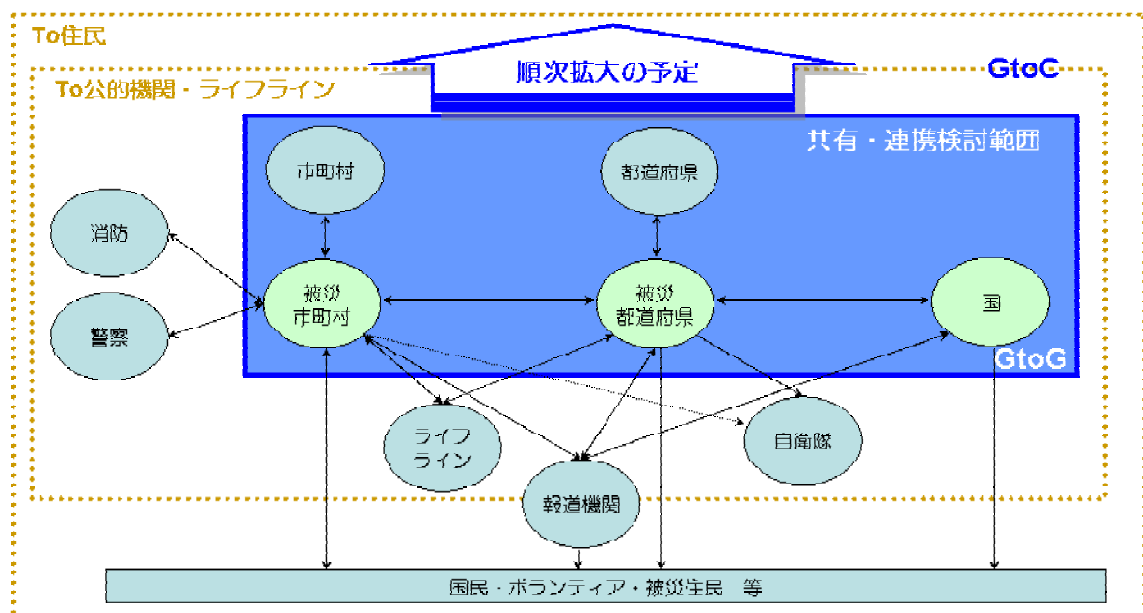 To住民
順次拡大の予定
GtoC
To公的機関・ライフライン
共有・連携検討範囲
市町村
都道府県
消防
被災
市町村
被災
都道府県
国
警察
GtoG
ライフ
ライン
自衛隊
報道機関
国民・ボランティア・被災住民　等